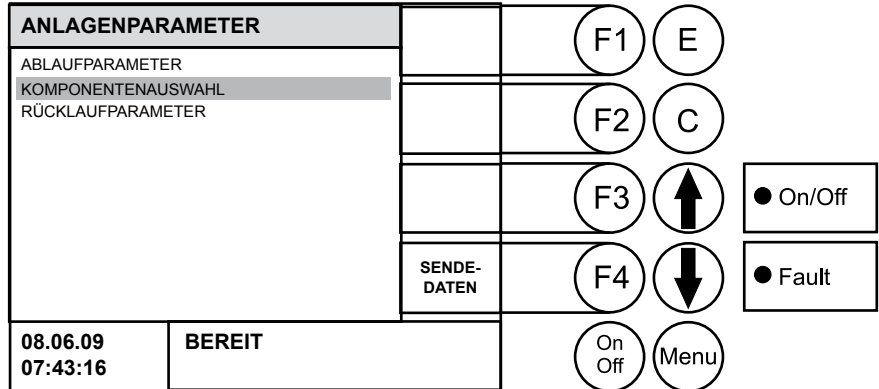 ANLAGENPARAMETER
ABLAUFPARAMETER
KOMPONENTENAUSWAHL
RÜCKLAUFPARAMETER
SENDE-
DATEN
08.06.09
07:43:16
BEREIT
F1
E
F2
C
F3
On/Off
F4
Fault
On
Off
Menu